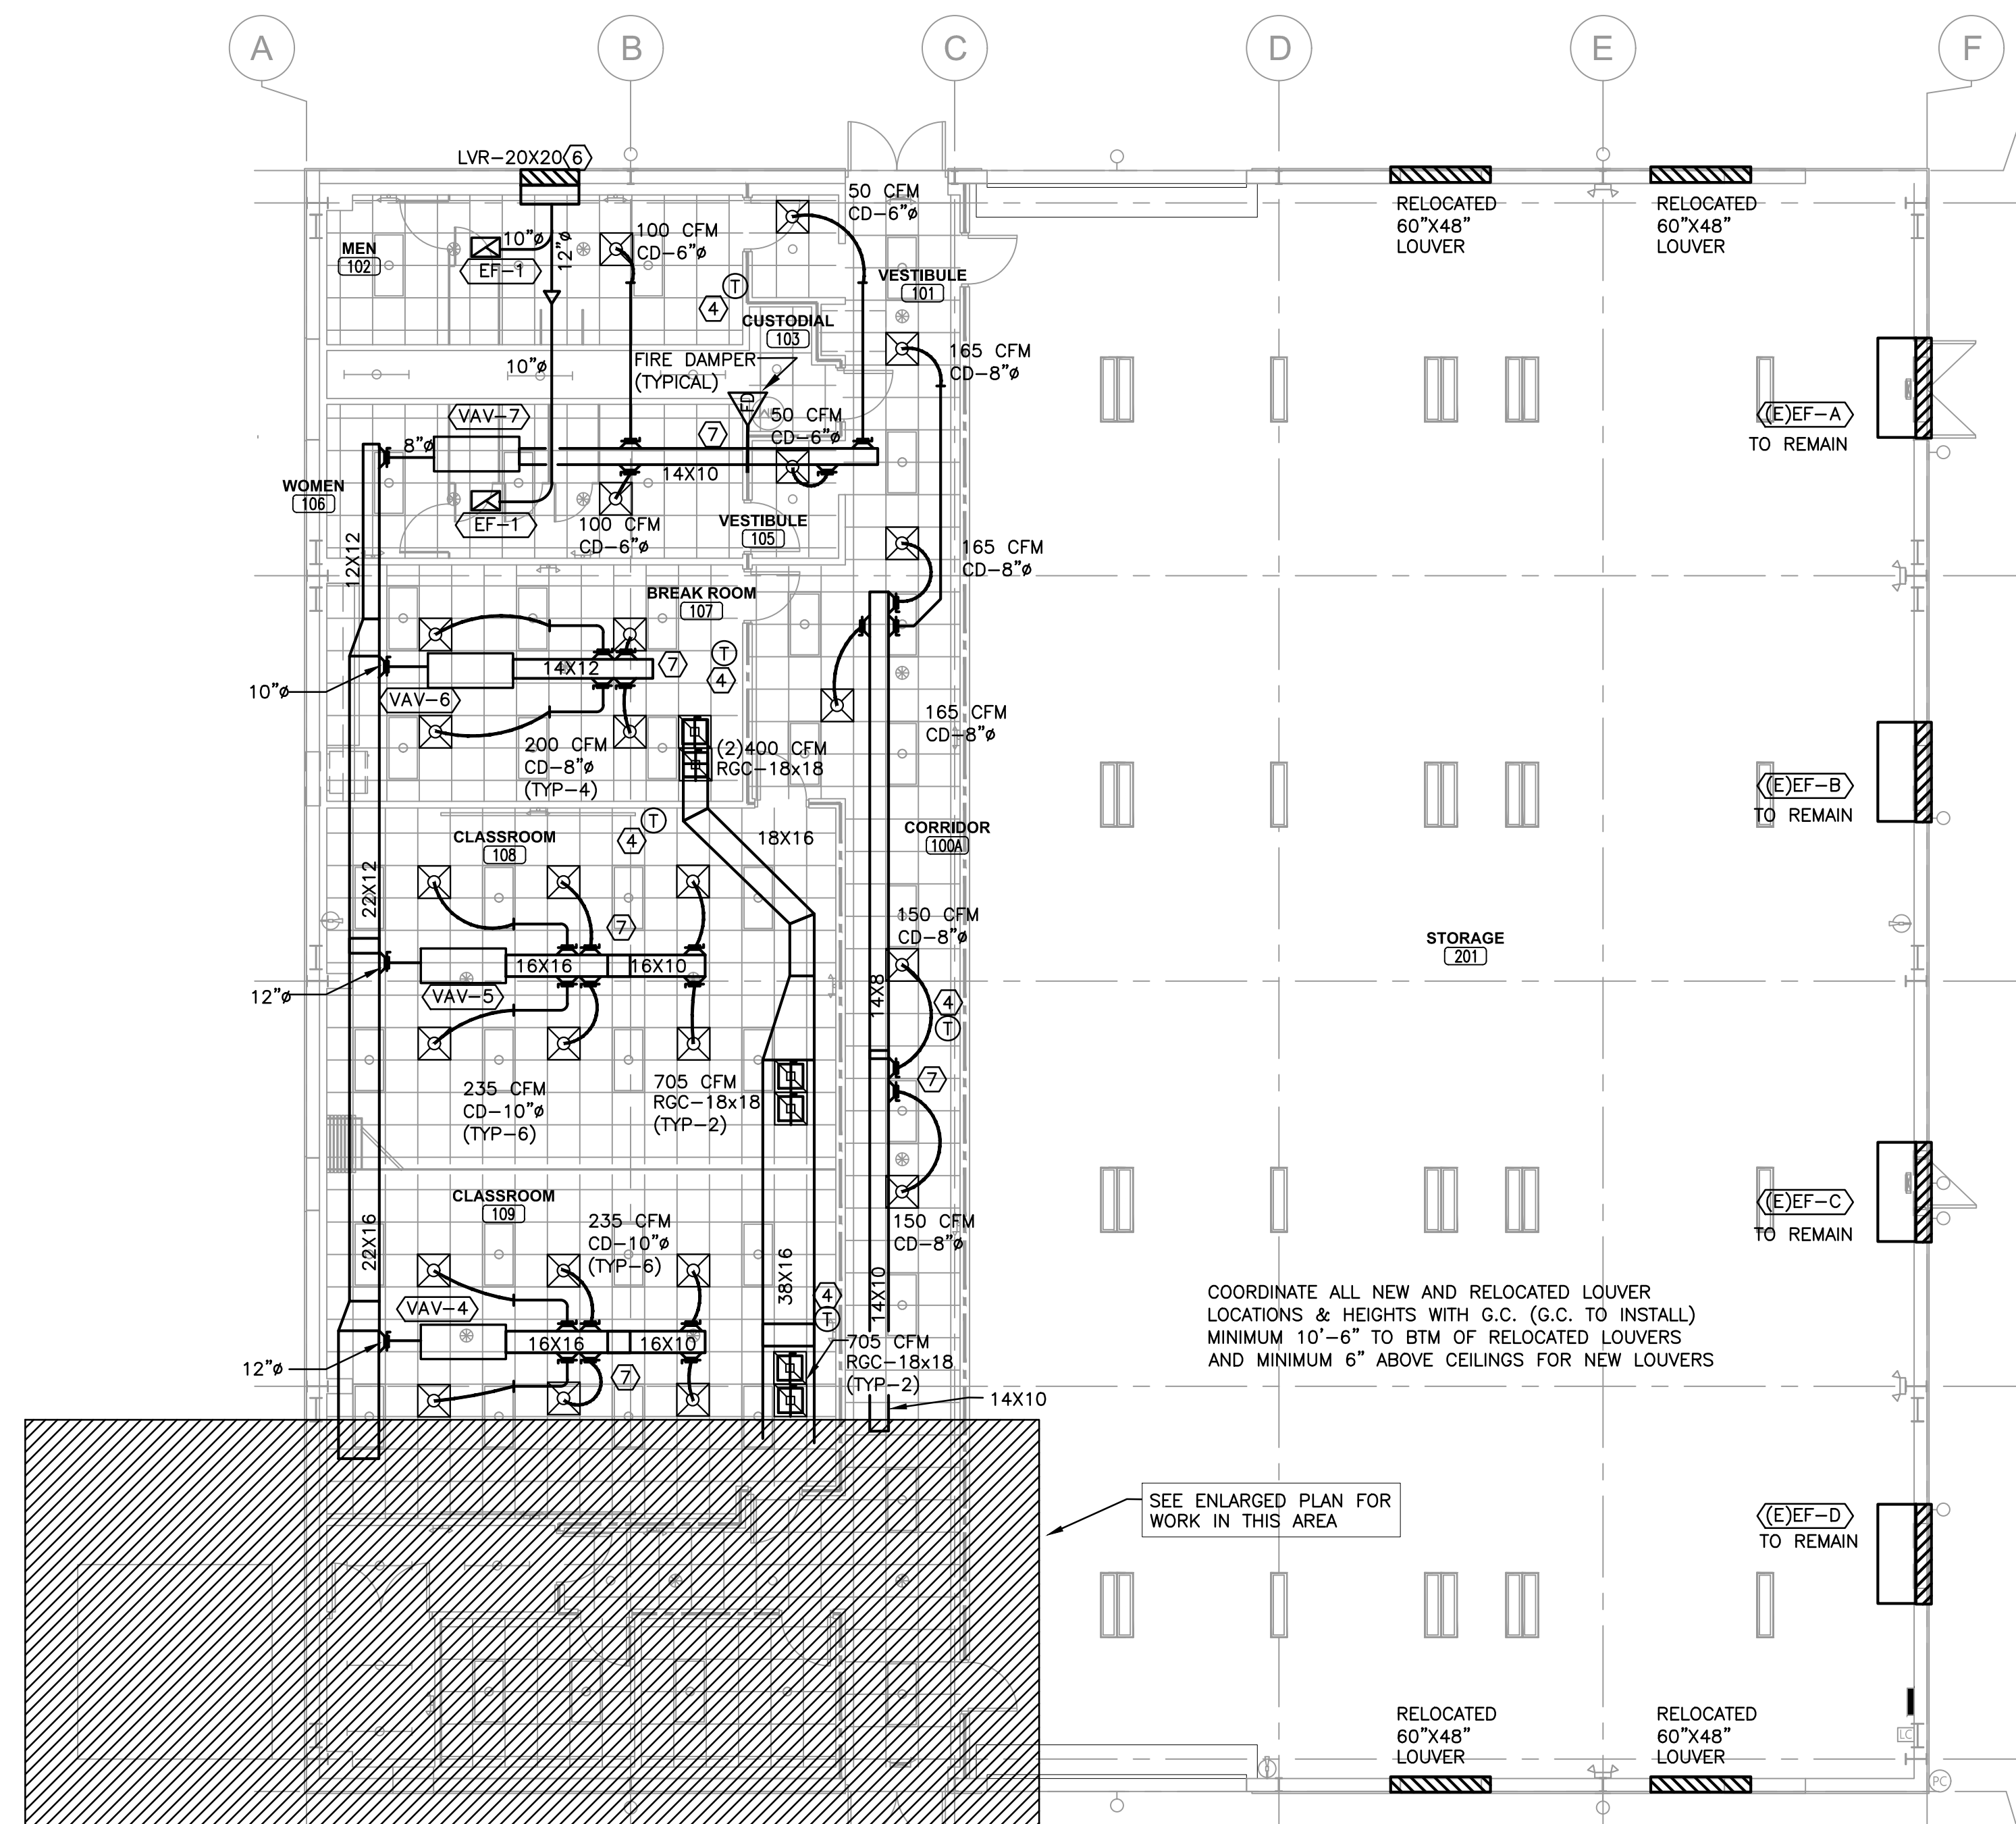 A
B
C
D
E
F
LVR-20X20
6
50 CFM
CD-6"ø
RELOCATED
60"X48"
LOUVER
RELOCATED
60"X48"
LOUVER
MEN
102
10"ø
12"ø
EF-1
100 CFM
CD-6"ø
T
4
VESTIBULE
101
CUSTODIAL
103
FIRE DAMPER
(TYPICAL)
FD
165 CFM
CD-8"ø
10"ø
VAV-7
8"ø
7
50 CFM
CD-6"ø
14X10
(E)EF-A
TO REMAIN
WOMEN
106
EF-1
100 CFM
CD-6"ø
VESTIBULE
105
12X12
165 CFM
CD-8"ø
BREAK ROOM
107
14X12
7
T
4
10"ø
VAV-6
200 CFM
CD-8"ø
(TYP-4)
(2)400 CFM
RGC-18x18
165 CFM
CD-8"ø
(E)EF-B
TO REMAIN
CLASSROOM
108
T
4
18X16
CORRIDOR
100A
22X12
7
150 CFM
CD-8"ø
STORAGE
201
16X16
16X10
VAV-5
12"ø
14X8
4
T
7
235 CFM
CD-10"ø
(TYP-6)
705 CFM
RGC-18x18
(TYP-2)
CLASSROOM
109
22X16
235 CFM
CD-10"ø
(TYP-6)
38X16
150 CFM
CD-8"ø
14X10
(E)EF-C
TO REMAIN
VAV-4
16X16
16X10
12"ø
7
4
T
705 CFM
RGC-18x18
(TYP-2)
14X10
COORDINATE ALL NEW AND RELOCATED LOUVER
LOCATIONS & HEIGHTS WITH G.C. (G.C. TO INSTALL)
MINIMUM 10'-6" TO BTM OF RELOCATED LOUVERS
AND MINIMUM 6" ABOVE CEILINGS FOR NEW LOUVERS
SEE ENLARGED PLAN FOR
WORK IN THIS AREA
(E)EF-D
TO REMAIN
RELOCATED
60"X48"
LOUVER
RELOCATED
60"X48"
LOUVER
LC
PC